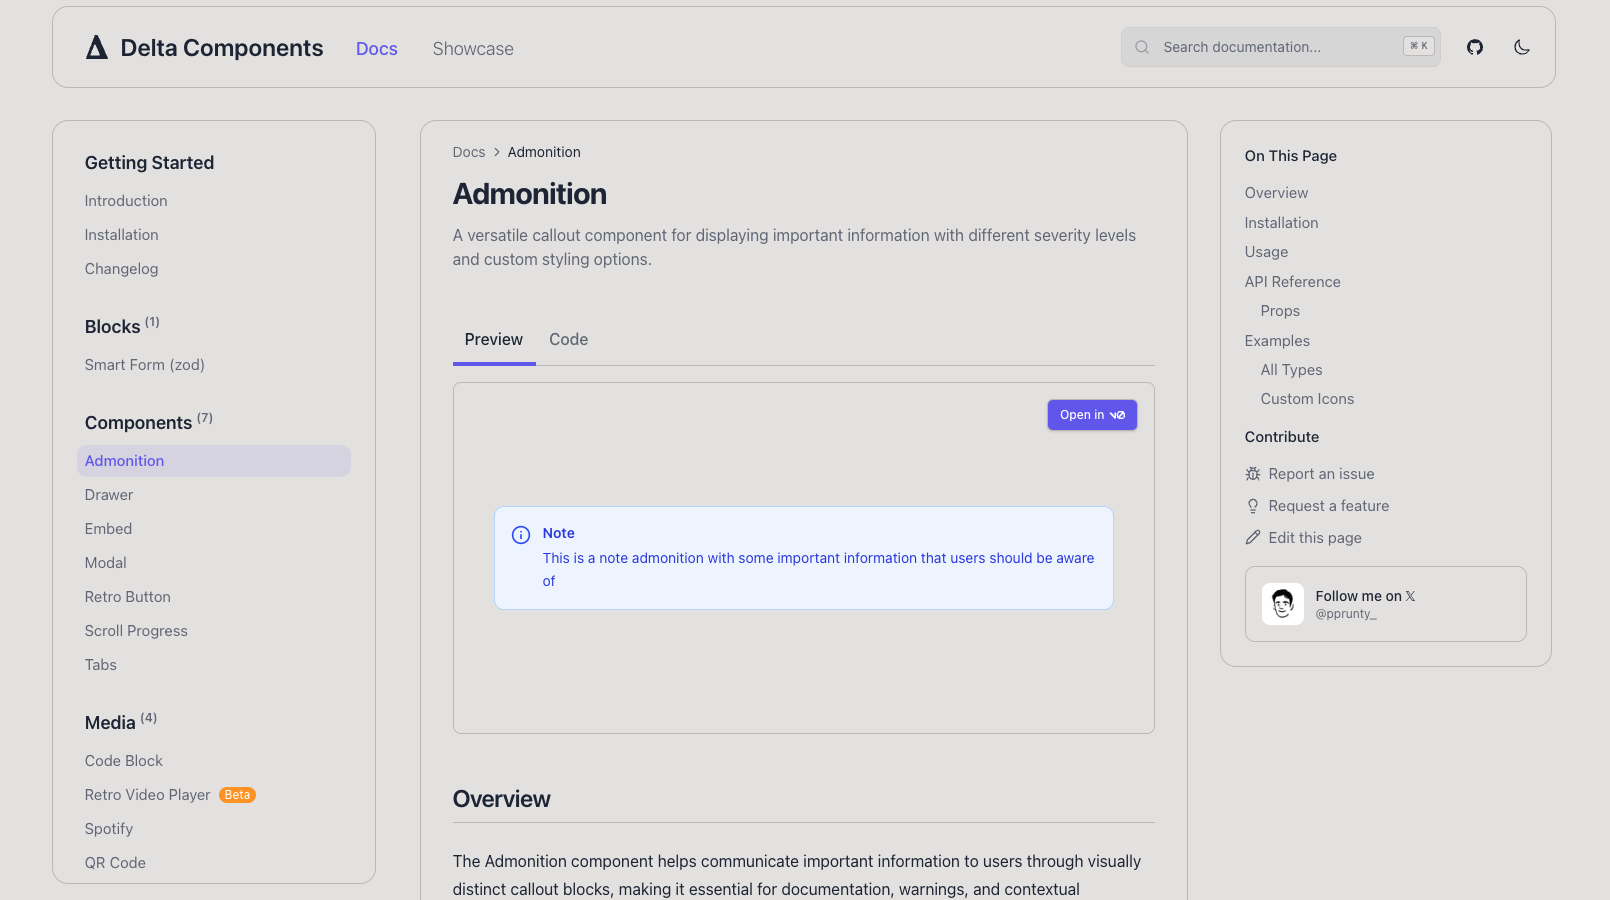 Delta Components
Docs
Showcase
Search documentation...
⌘ K
Getting Started
Introduction
Installation
Changelog
Blocks (1)
Smart Form (zod)
Components (7)
Admonition
Drawer
Embed
Modal
Retro Button
Scroll Progress
Tabs
Media (4)
Code Block
Retro Video Player Beta
Spotify
QR Code
Docs > Admonition
Admonition
A versatile callout component for displaying important information with different severity levels
and custom styling options.
Preview
Code
Open in v0
Note
This is a note admonition with some important information that users should be aware
of
Overview
The Admonition component helps communicate important information to users through visually
distinct callout blocks, making it essential for documentation, warnings, and contextual
On This Page
Overview
Installation
Usage
API Reference
Props
Examples
All Types
Custom Icons
Contribute
Report an issue
Request a feature
Edit this page
Follow me on 𝕏
@pprunty_